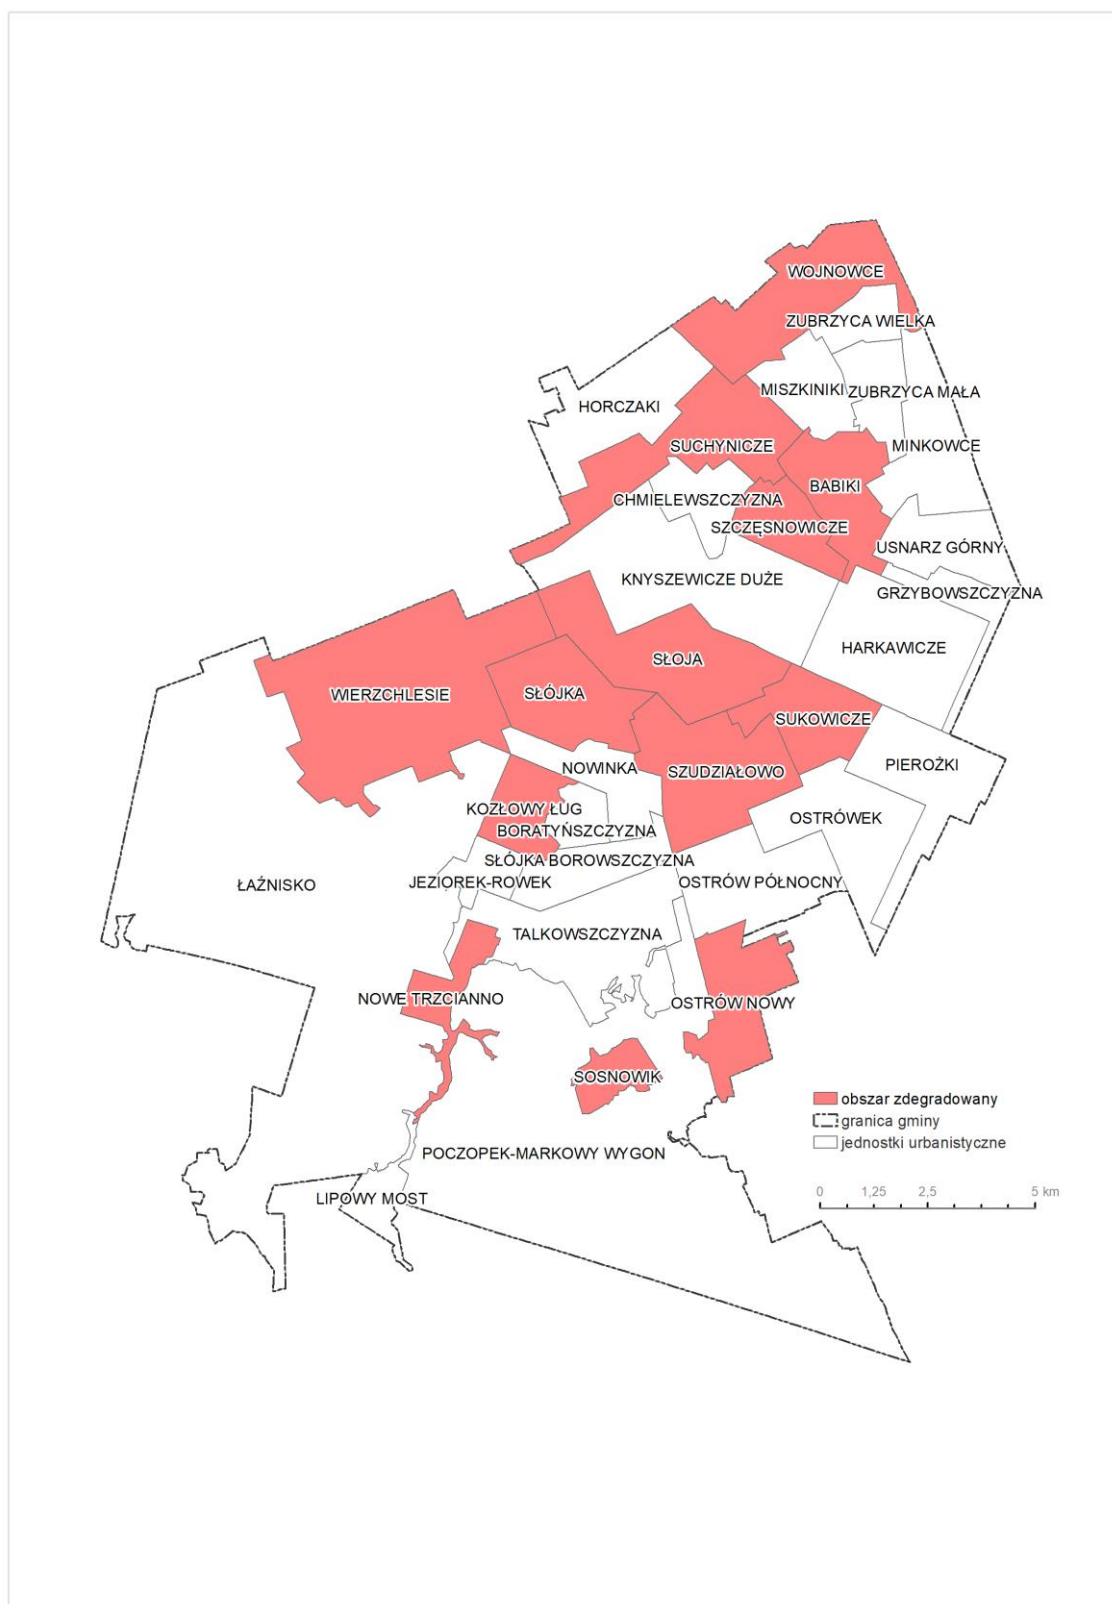 WOJNOWCE
ZUBRZYCA WIELKA
MISZKINIKI
ZUBRZYCA MAŁA
HORCZAKI
SUCHYNICZE
MINKOWCE
BABIKI
CHMIELEWSZCZYZNA
SZCZĘSNOWICZE
USNARZ GÓRNY
KNYSZEWICZE DUŻE
GRZYBOWSZCZYZNA
HARKAWICZE
SŁOJA
WIERZCHLESIE
SŁÓJKA
SUKOWICZE
NOWINKA
SZUDZIAŁOWO
PIEROŻKI
KOZŁOWY ŁUG
OSTRÓWEK
BORATYŃSZCZYZNA
SŁÓJKA BOROWSZCZYZNA
ŁAŹNISKO
JEZIOREK-ROWEK
OSTRÓW PÓŁNOCNY
TALKOWSZCZYZNA
NOWE TRZCIANNO
OSTRÓW NOWY
SOSNOWIK
obszar zdegradowany
granica gminy
jednostki urbanistyczne
POCZOPEK-MARKOWY WYGON
LIPOWY MOST
0 1,25 2,5 5 km